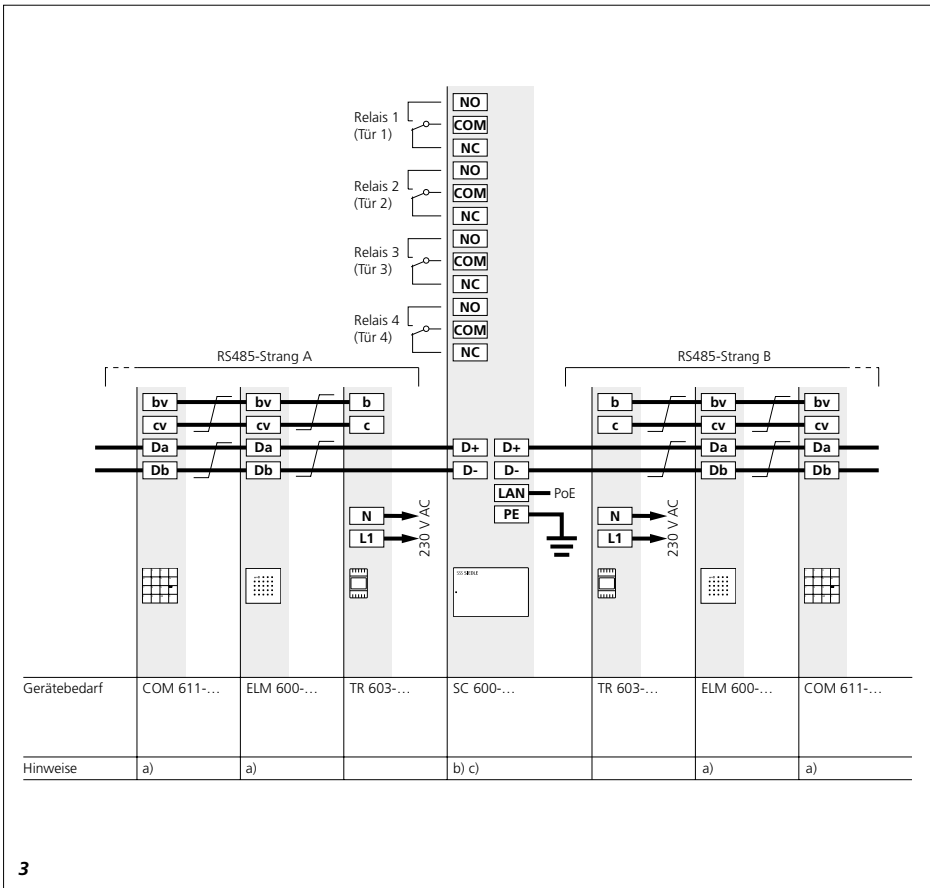 NO
Relais 1
(Tür 1)
COM
NC
NO
Relais 2
(Tür 2)
COM
NC
NO
Relais 3
(Tür 3)
COM
NC
NO
Relais 4
(Tür 4)
COM
NC
RS485-Strang A
RS485-Strang B
bv bv b b bv bv
cv cv c c cv cv
Da Da D+ D+ Da Da
Db Db D- D- Db Db
LAN PoE
PE
N
L1
230 V AC
N
L1
230 V AC
SSS SIEDLE
Gerätebedarf COM 611-… ELM 600-… TR 603-… SC 600-… TR 603-… ELM 600-… COM 611-…
Hinweise a) a) b) c) a) a)
3